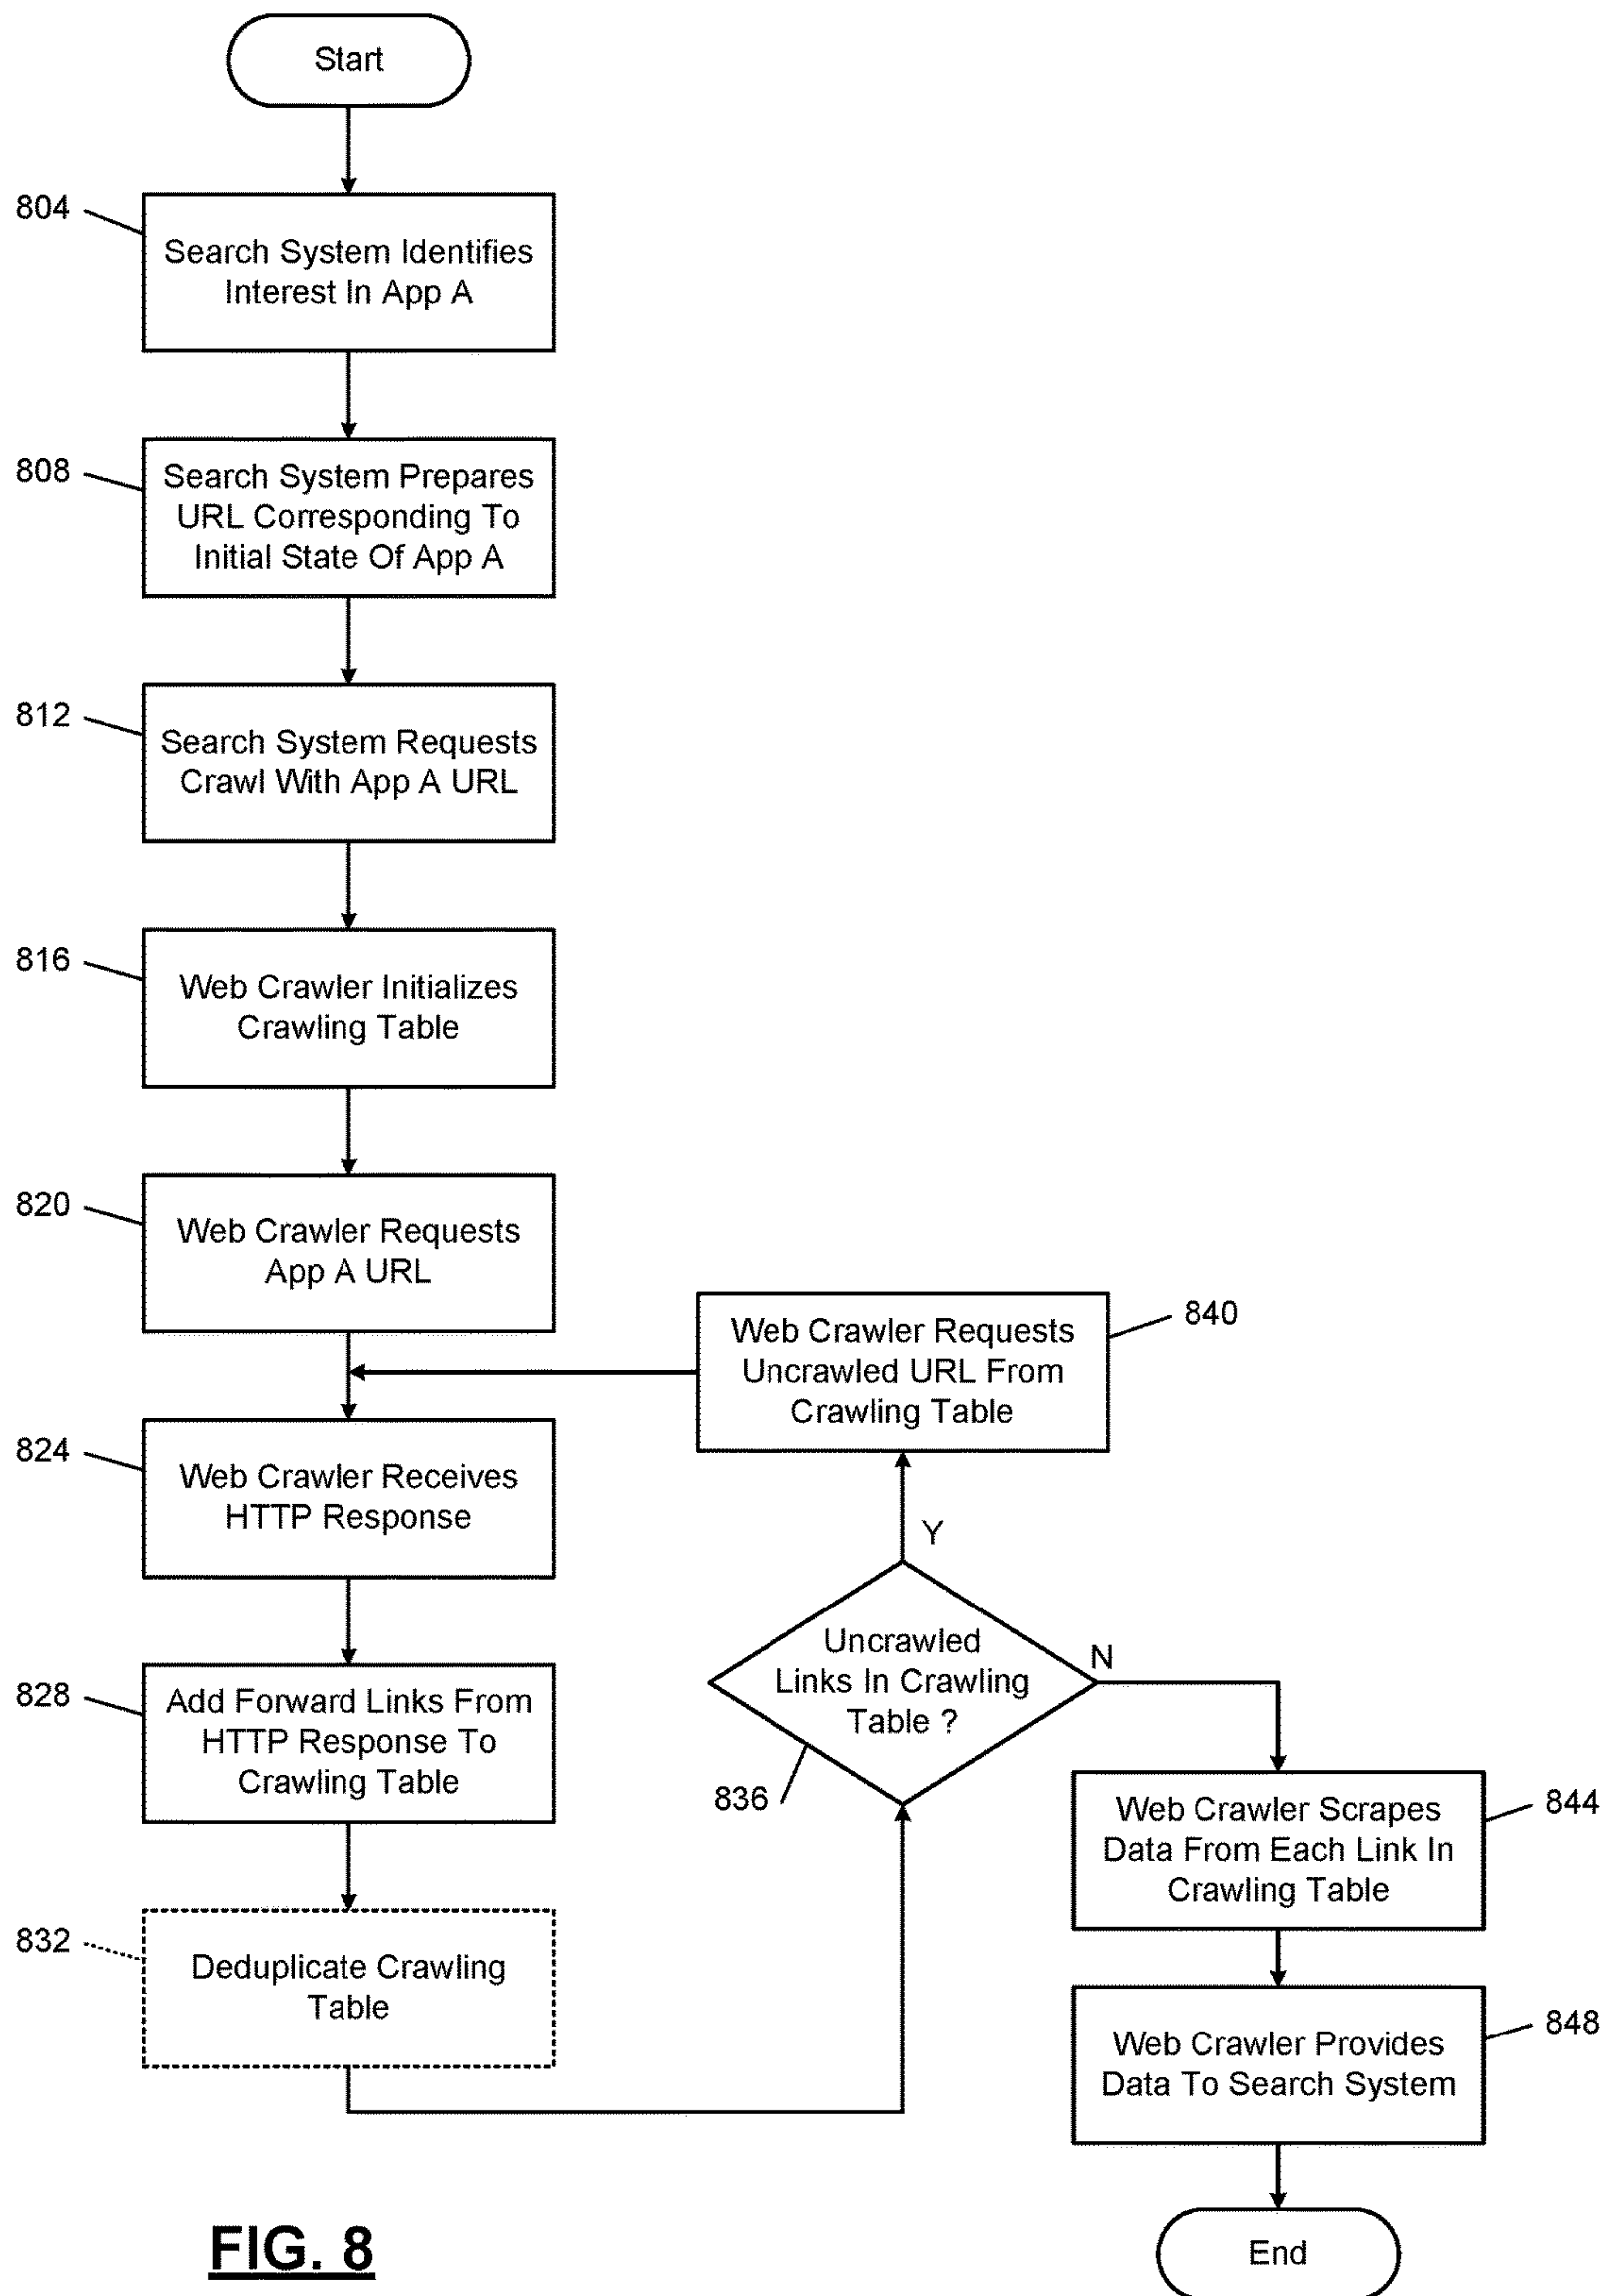 Start
804
Search System Identifies
Interest In App A
808
Search System Prepares
URL Corresponding To
Initial State Of App A
812
Search System Requests
Crawl With App A URL
816
Web Crawler Initializes
Crawling Table
820
Web Crawler Requests
App A URL
840
Web Crawler Requests
Uncrawled URL From
Crawling Table
824
Web Crawler Receives
HTTP Response
828
Add Forward Links From
HTTP Response To
Crawling Table
832
Deduplicate Crawling
Table
Y
Uncrawled
Links In Crawling
Table ?
N
836
844
Web Crawler Scrapes
Data From Each Link In
Crawling Table
848
Web Crawler Provides
Data To Search System
End
FIG. 8